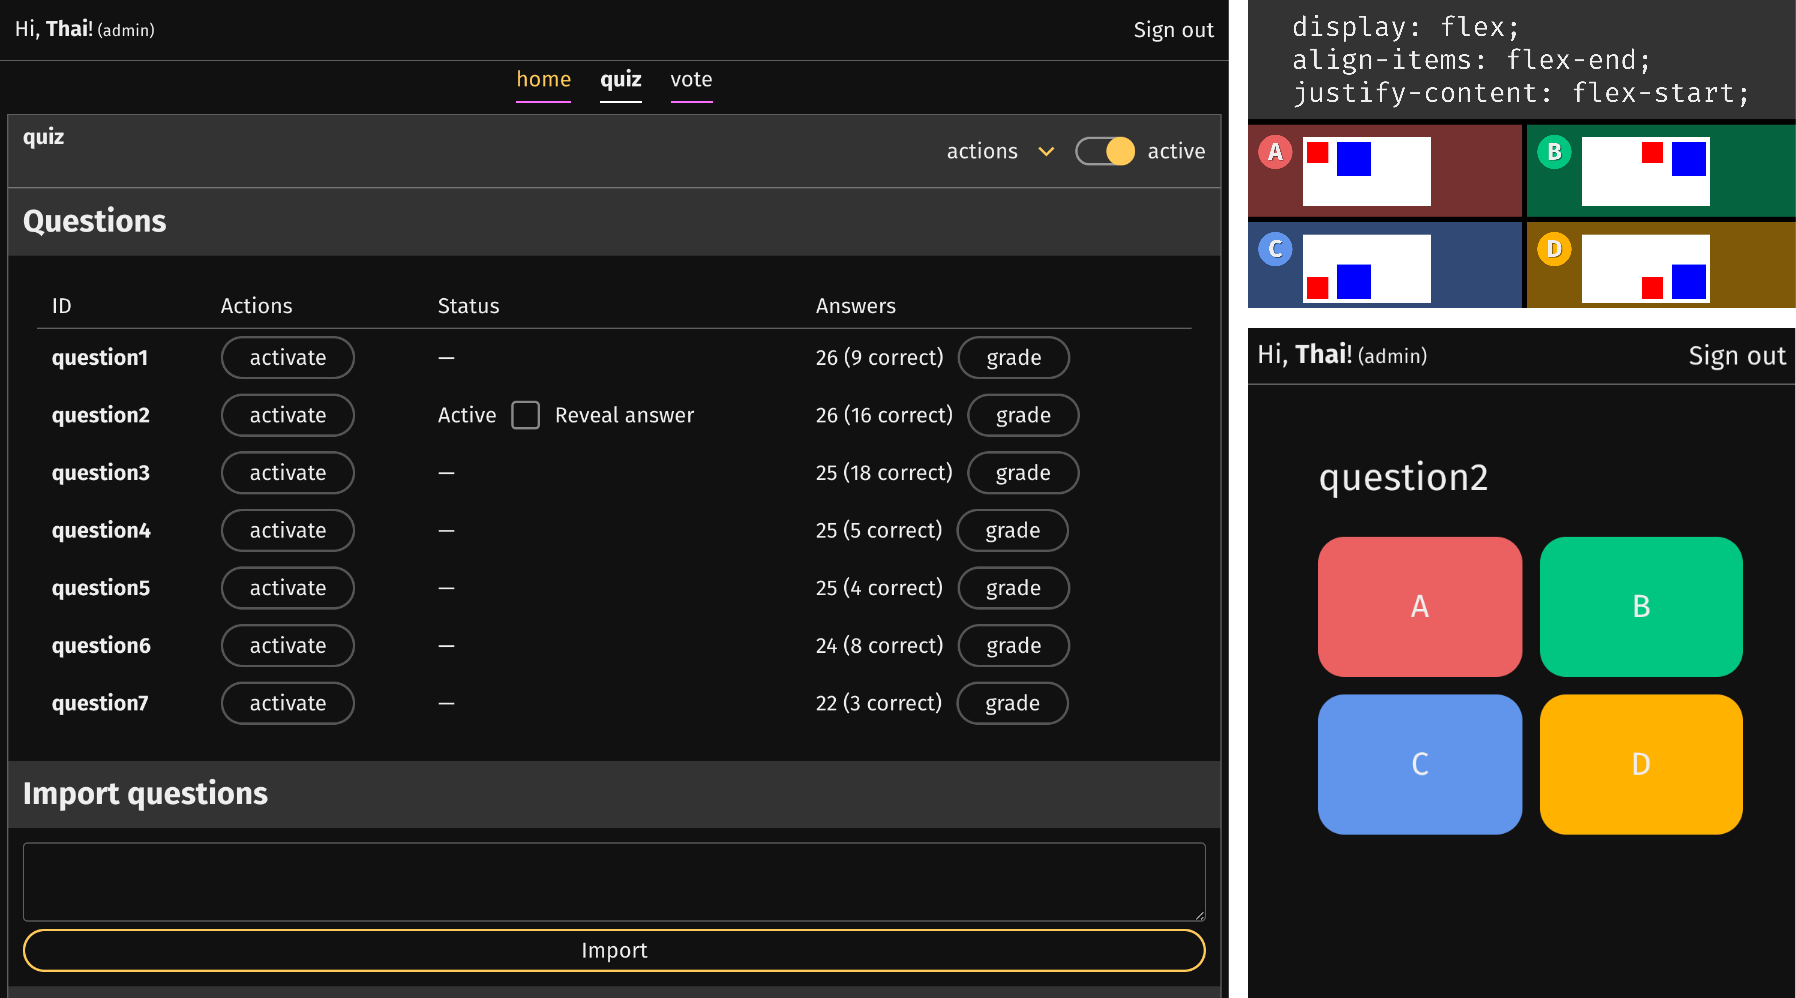 Hi, Thai! (admin)
Sign out
home quiz vote
quiz
actions active
Questions
ID Actions Status Answers
question1 activate — 26 (9 correct) grade
question2 activate Active Reveal answer 26 (16 correct) grade
question3 activate — 25 (18 correct) grade
question4 activate — 25 (5 correct) grade
question5 activate — 25 (4 correct) grade
question6 activate — 24 (8 correct) grade
question7 activate — 22 (3 correct) grade
Import questions
Import
display: flex;
align-items: flex-end;
justify-content: flex-start;
A B
C D
Hi, Thai! (admin)
Sign out
question2
A B
C D